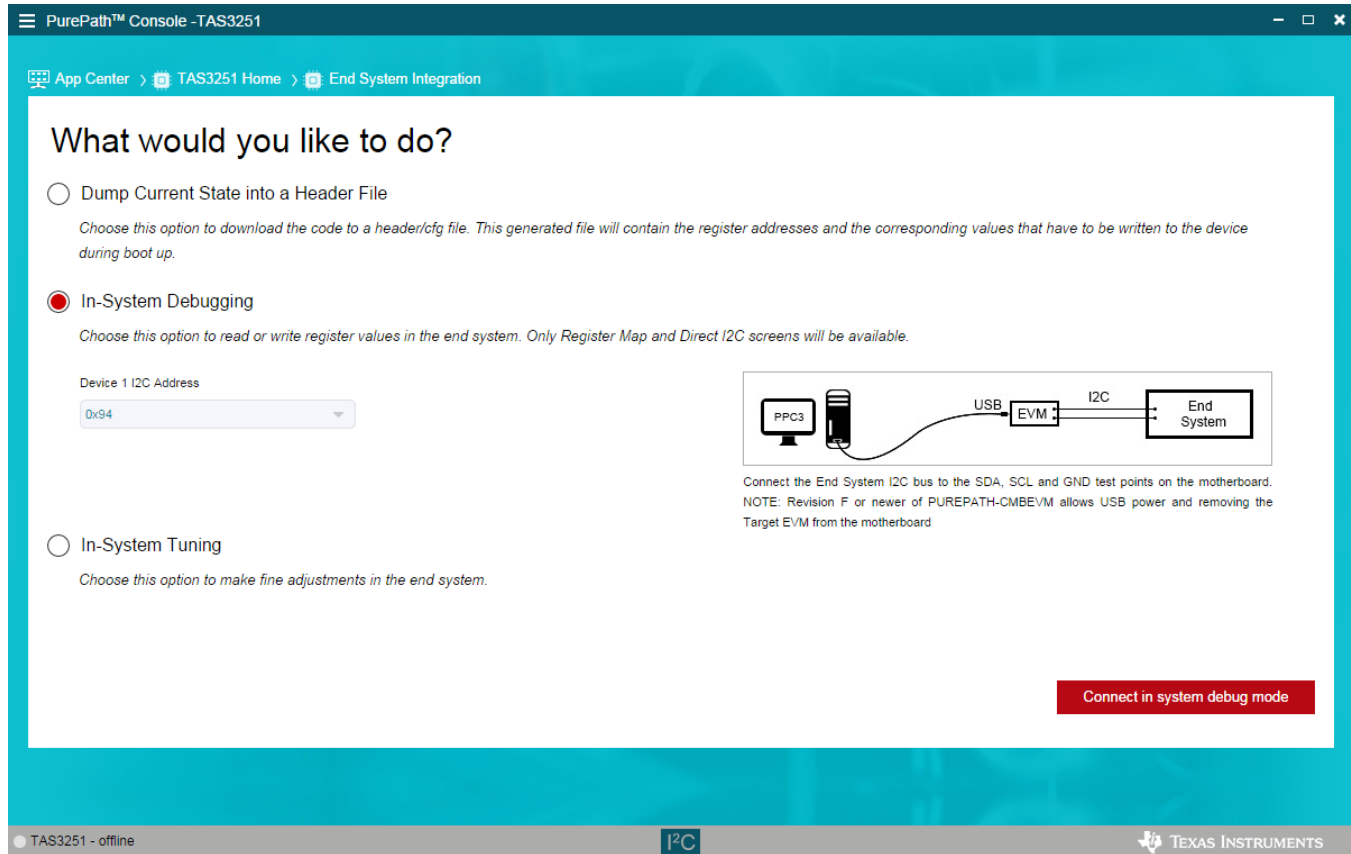 PurePath™ Console -TAS3251
App Center > TAS3251 Home > End System Integration
What would you like to do?
Dump Current State into a Header File
Choose this option to download the code to a header/cfg file. This generated file will contain the register addresses and the corresponding values that have to be written to the device
during boot up.
In-System Debugging
Choose this option to read or write register values in the end system. Only Register Map and Direct I2C screens will be available.
Device 1 I2C Address
0x94
PPC3
USB
EVM
I2C
End
System
Connect the End System I2C bus to the SDA, SCL and GND test points on the motherboard.
NOTE: Revision F or newer of PUREPATH-CMBEVM allows USB power and removing the
Target EVM from the motherboard
In-System Tuning
Choose this option to make fine adjustments in the end system.
Connect in system debug mode
TAS3251 - offline
I²C
TEXAS INSTRUMENTS